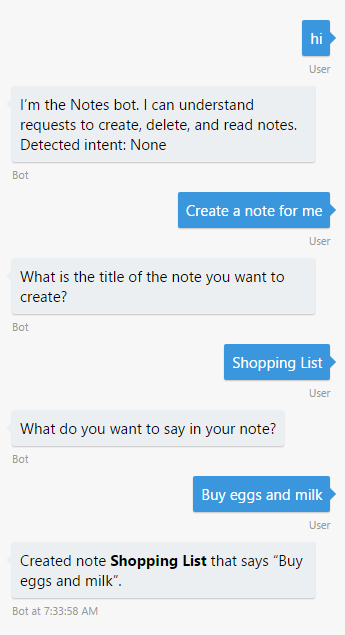 hi
User
I'm the Notes bot. I can understand
requests to create, delete, and read notes.
Detected intent: None
Bot
Create a note for me
User
What is the title of the note you want to
create?
Bot
Shopping List
User
What do you want to say in your note?
Bot
Buy eggs and milk
User
Created note Shopping List that says “Buy
eggs and milk”.
Bot at 7:33:58 AM